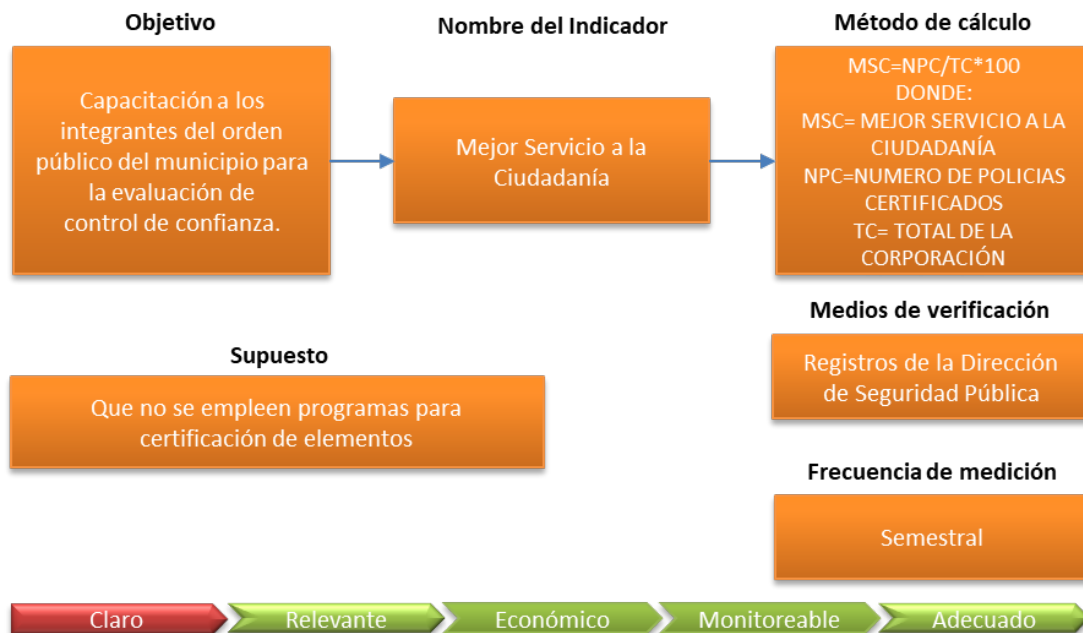 Objetivo
Capacitación a los
integrantes del orden
público del municipio para
la evaluación de
control de confianza.
Nombre del Indicador
Mejor Servicio a la
Ciudadanía
Método de cálculo
MSC=NPC/TC*100
DONDE:
MSC= MEJOR SERVICIO A LA
CIUDADANÍA
NPC=NUMERO DE POLICIAS
CERTIFICADOS
TC= TOTAL DE LA
CORPORACIÓN
Medios de verificación
Registros de la Dirección
de Seguridad Pública
Supuesto
Que no se empleen programas para
certificación de elementos
Frecuencia de medición
Semestral
Claro
Relevante
Económico
Monitoreable
Adecuado